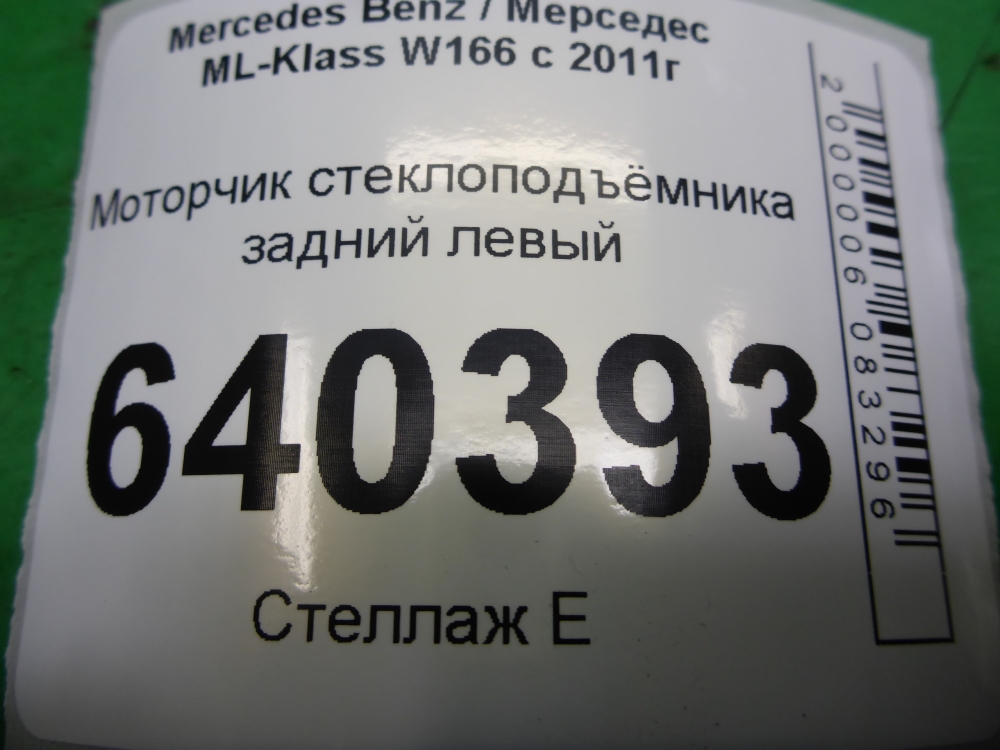 Mercedes Benz / Мерседес
ML-Klass W166 с 2011г
Моторчик стеклоподъёмника
задний левый
640393
Стеллаж Е
2000006083296